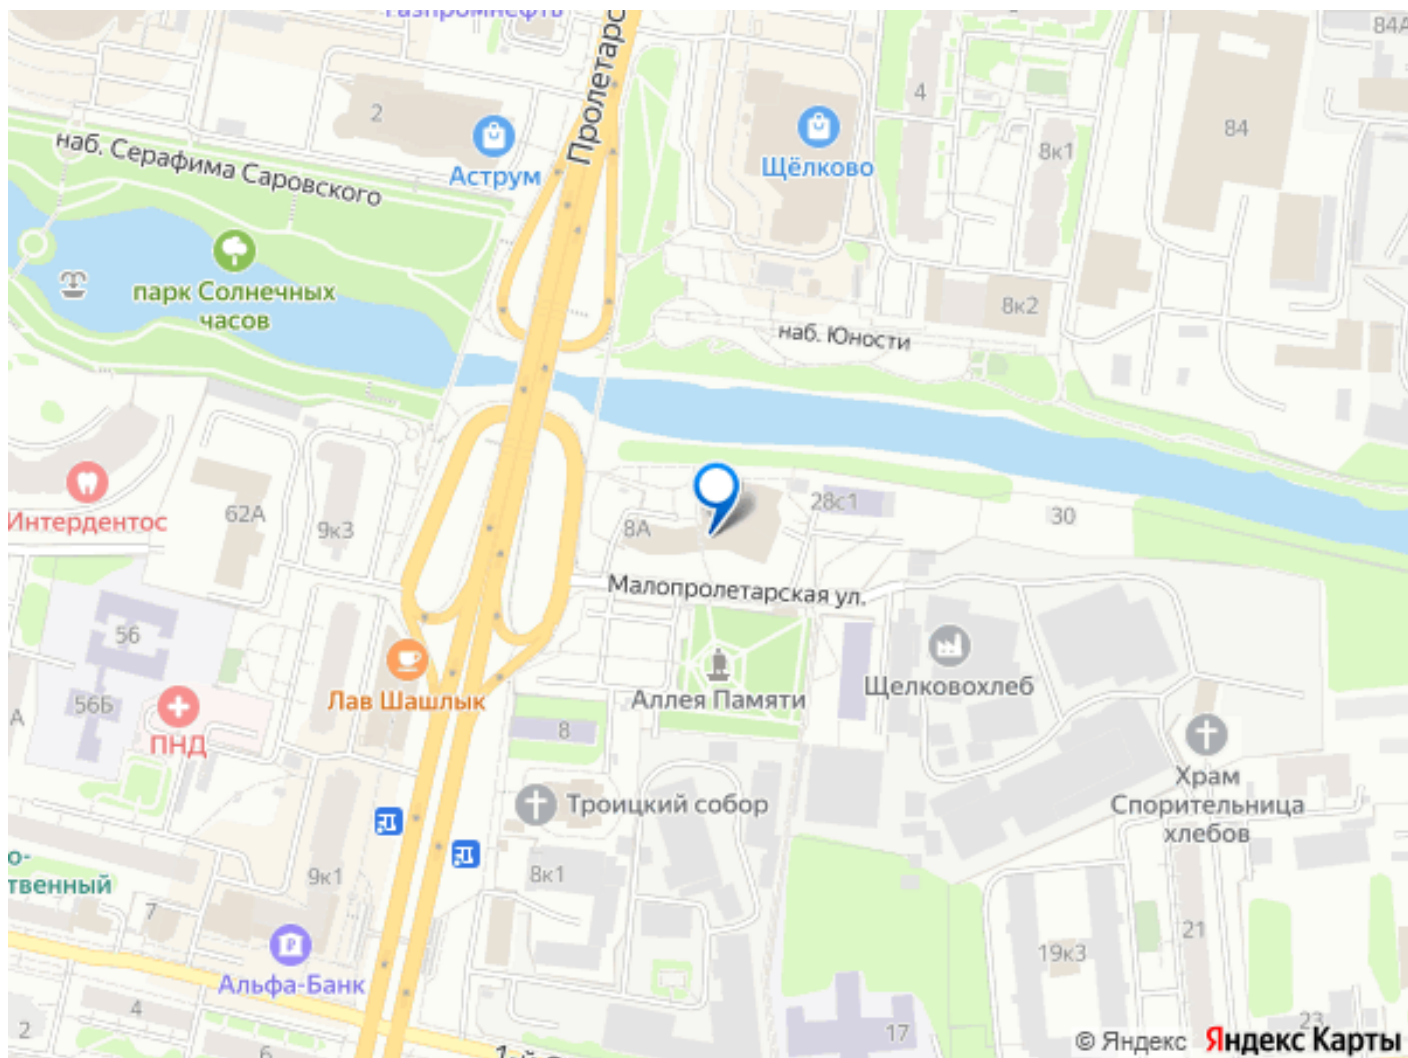 Газпромнефть
84А
Пролетарс
2
4
84
8к1
наб. Серафима Саровского
Аструм
Щёлково
парк Солнечных
часов
8к2
наб. Юности
Интердентос
62А
9к3
8А
28с1
30
Малопролетарская ул.
56
56Б
А
ПНД
Лав Шашлык
Аллея Памяти
Щелковохлеб
8
Троицкий собор
Храм
Спорительница
хлебов
о-
твенный
9к1
8к1
7
Альфа-Банк
19к3
21
4
2
6
17
23
© Яндекс Яндекс Карты